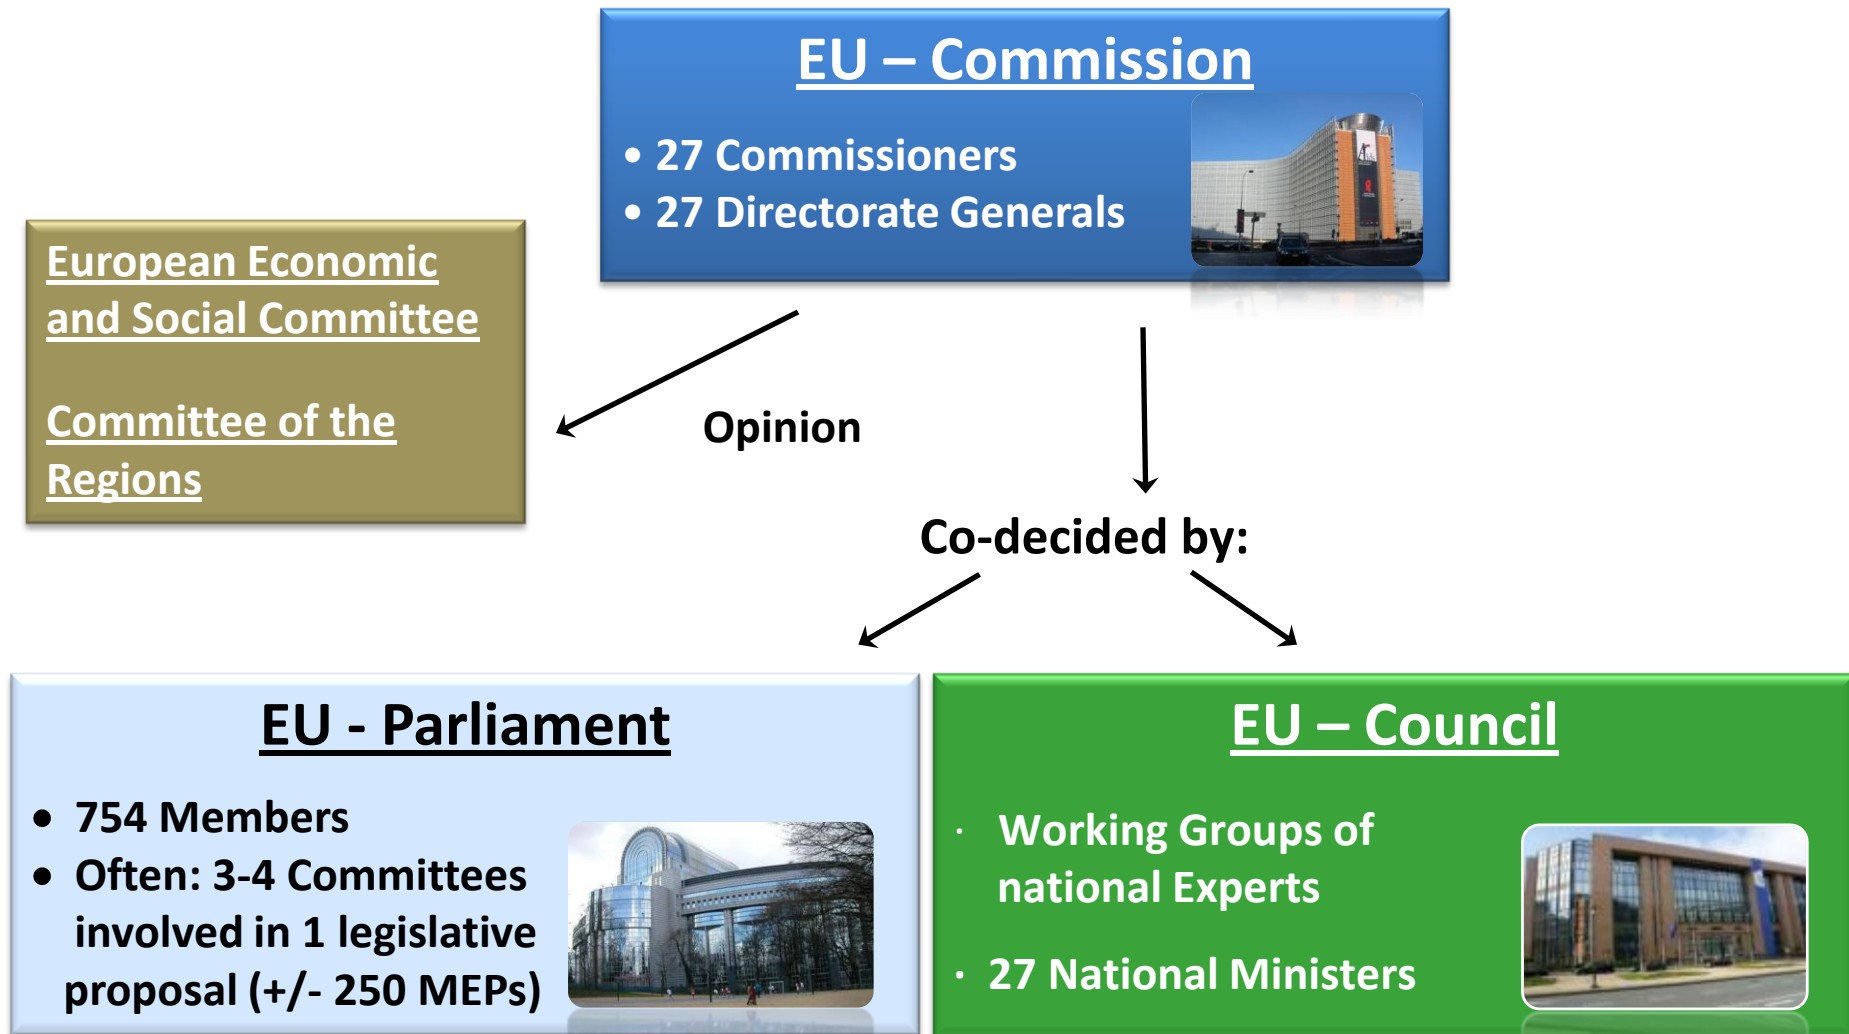 EU – Commission
• 27 Commissioners
• 27 Directorate Generals
European Economic
and Social Committee
Committee of the
Regions
Opinion
Co-decided by:
EU - Parliament
• 754 Members
• Often: 3-4 Committees
involved in 1 legislative
proposal (+/- 250 MEPs)
EU – Council
· Working Groups of
national Experts
· 27 National Ministers